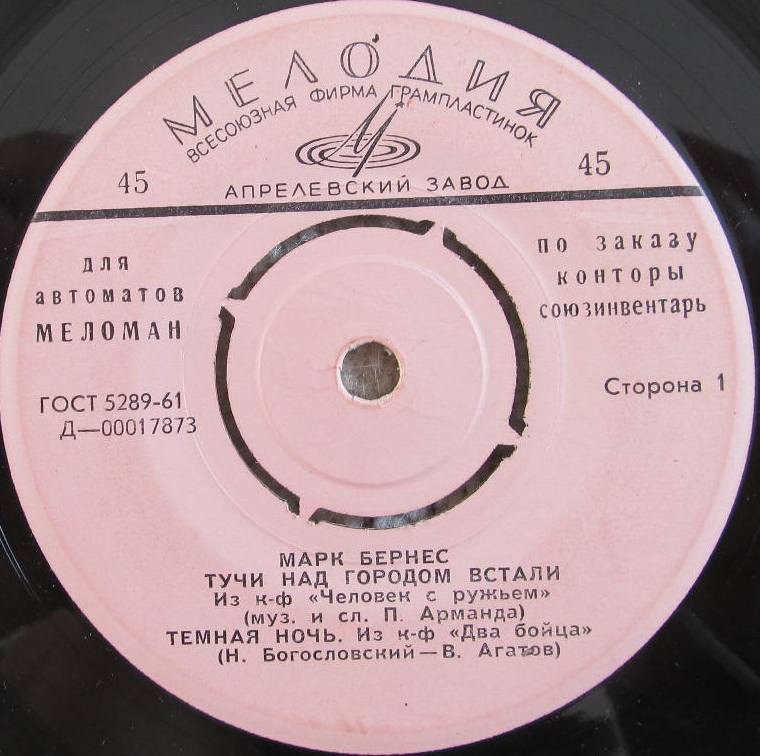 МЕЛОДИЯ
ВСЕСОЮЗНАЯ ФИРМА ГРАМПЛАСТИНОК
45
45
АПРЕЛЕВСКИЙ ЗАВОД
для
автоматов
МЕЛОМАН
по заказу
конторы
союзинвентарь
ГОСТ 5289-61
Д—00017873
Сторона 1
МАРК БЕРНЕС
ТУЧИ НАД ГОРОДОМ ВСТАЛИ
Из к-ф «Человек с ружьем»
(муз. и сл. П. Арманда)
ТЕМНАЯ НОЧЬ. Из к-ф «Два бойца»
(Н. Богословский — В. Агатов)